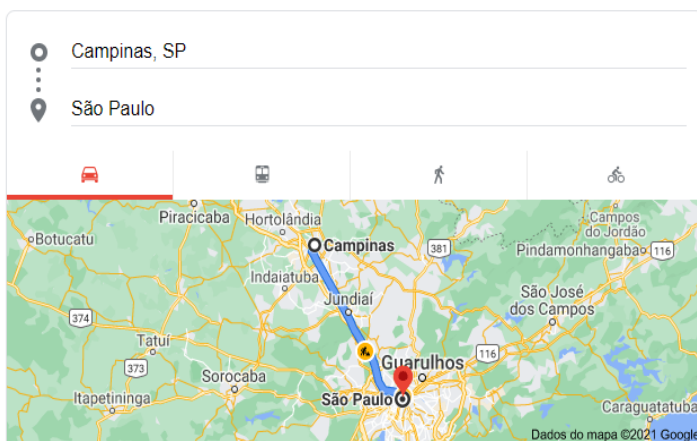 Campinas, SP
São Paulo
Piracicaba
Hortolândia
Campos
do Jordão
Botucatu
Campinas
381
Pindamonhangaba
116
Indaiatuba
Jundiaí
São José
dos Campos
374
Tatuí
373
116
Guarulhos
Sorocaba
Itapetininga
São Paulo
Caraguatatuba
Dados do mapa ©2021 Google